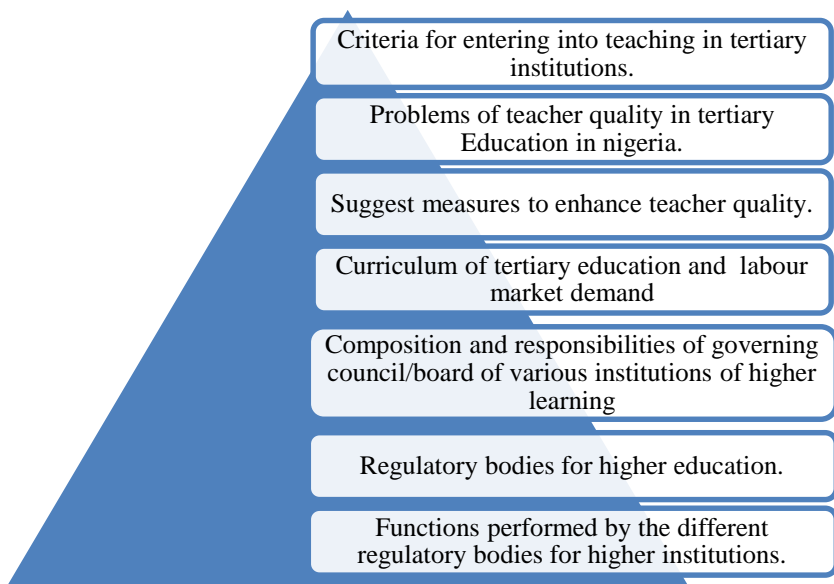 Criteria for entering into teaching in tertiary
institutions.
Problems of teacher quality in tertiary
Education in nigeria.
Suggest measures to enhance teacher quality.
Curriculum of tertiary education and labour
market demand
Composition and responsibilities of governing
council/board of various institutions of higher
learning
Regulatory bodies for higher education.
Functions performed by the different
regulatory bodies for higher institutions.